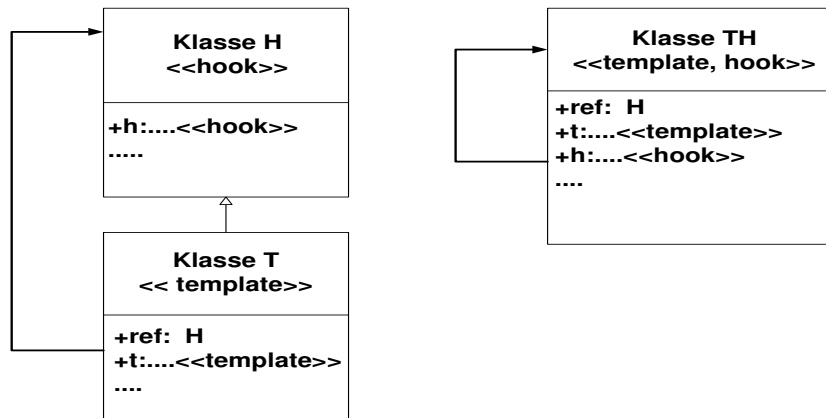 Klasse H
<<hook>>
+h:....<<hook>>
.....
Klasse T
<< template>>
+ref: H
+t:....<<template>>
....
Klasse TH
<<template, hook>>
+ref: H
+t:....<<template>>
+h:....<<hook>>
....